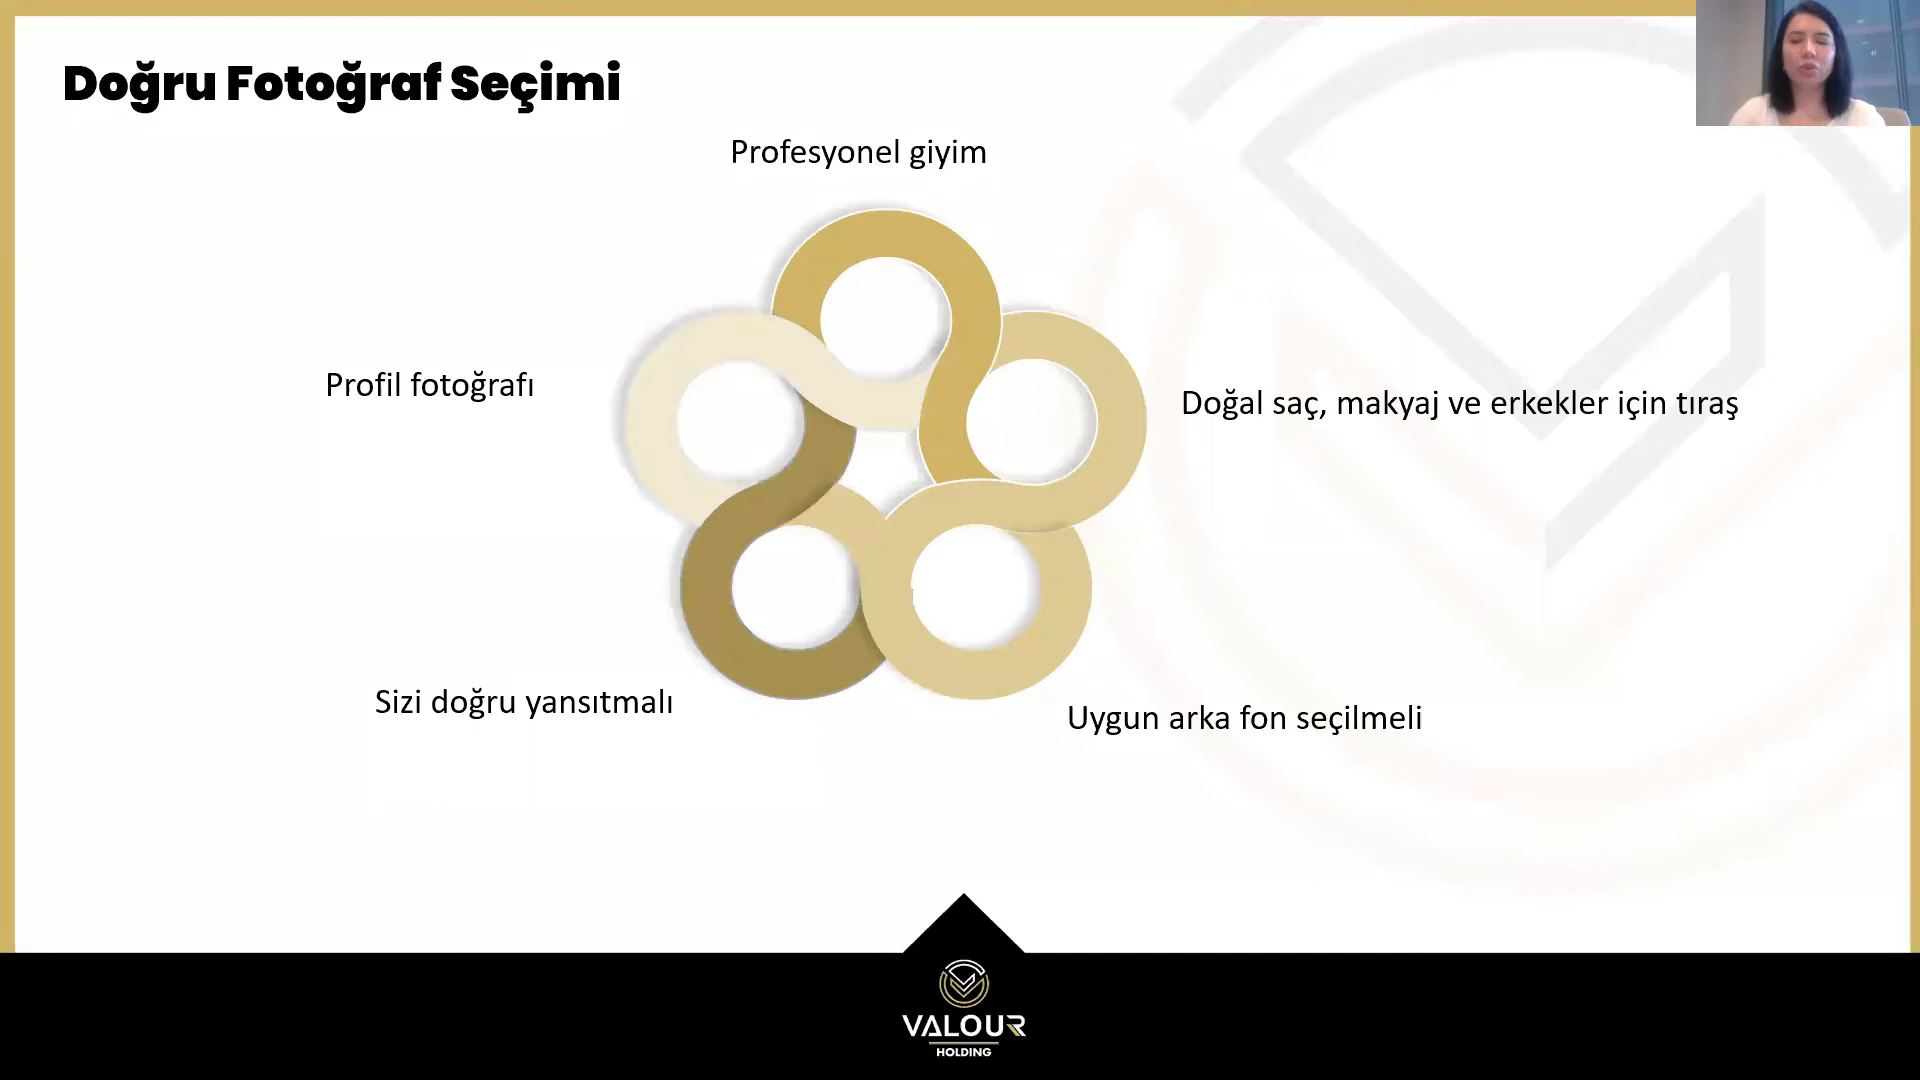 Doğru Fotoğraf Seçimi
Profesyonel giyim
Profil fotoğrafı
Doğal saç, makyaj ve erkekler için tıraş
Sizi doğru yansıtmalı
Uygun arka fon seçilmeli
VALOUR
HOLDING